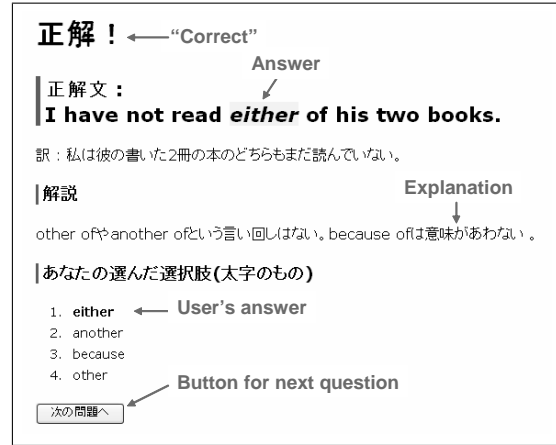 正解！ “Correct”
Answer
正解文：
I have not read either of his two books.
訳：私は彼の書いた2冊の本のどちらもまだ読んでいない。
解説
Explanation
other ofやanother ofという言い回しはない。because ofは意味があわない 。
あなたの選んだ選択肢(太字のもの)
1. either User’s answer
2. another
3. because
4. other
Button for next question
次の問題へ